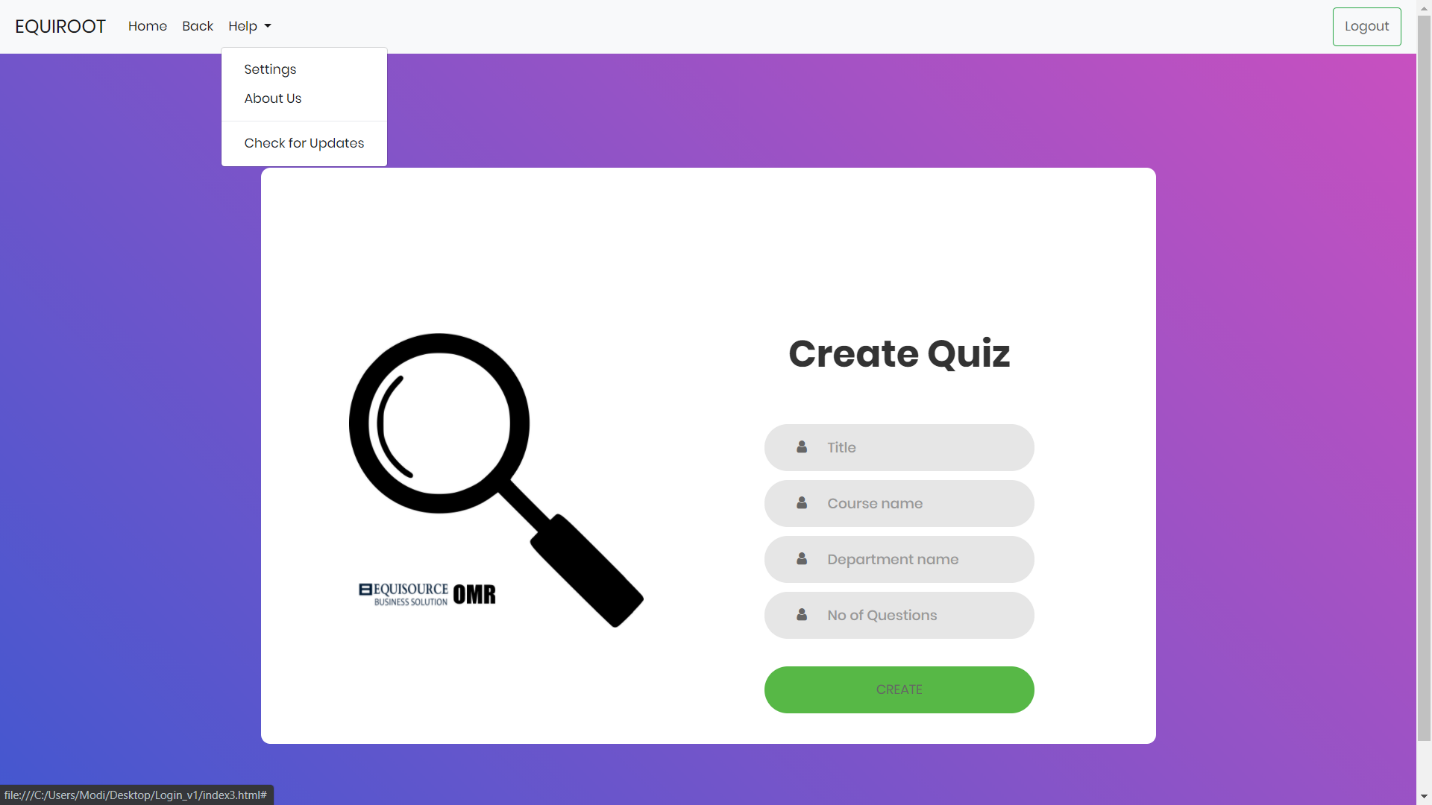 EQUIROOT Home Back Help Logout
Settings
About Us
Check for Updates
Create Quiz
Title
Course name
Department name
No of Questions
CREATE
EQUISOURCE
BUSINESS SOLUTION OMR
file:///C:/Users/Modi/Desktop/Login_v1/index3.html#